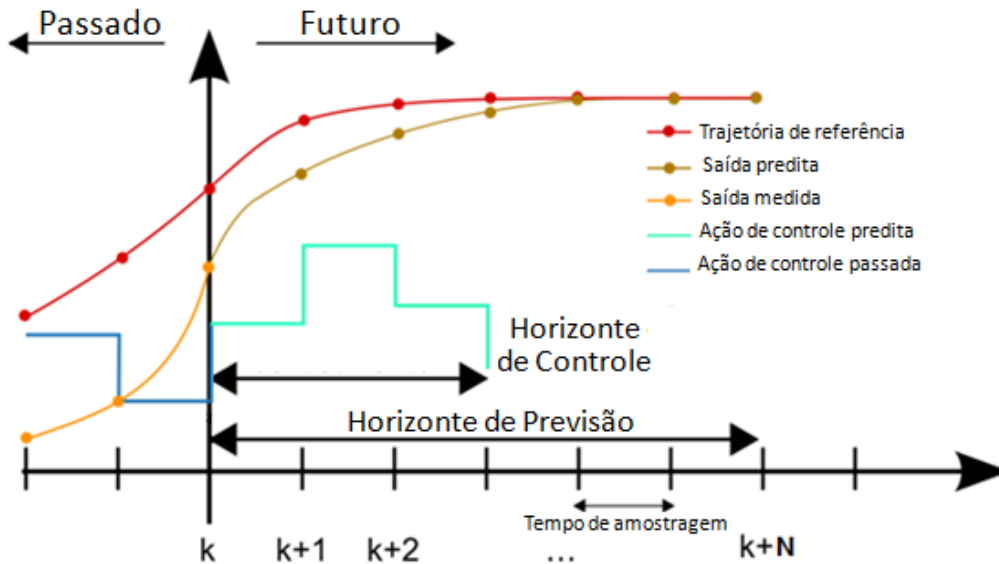 Passado
Futuro
Trajetória de referência
Saída predita
Saída medida
Ação de controle predita
Ação de controle passada
Horizonte
de Controle
Horizonte de Previsão
Tempo de amostragem
k
k+1
k+2
...
k+N